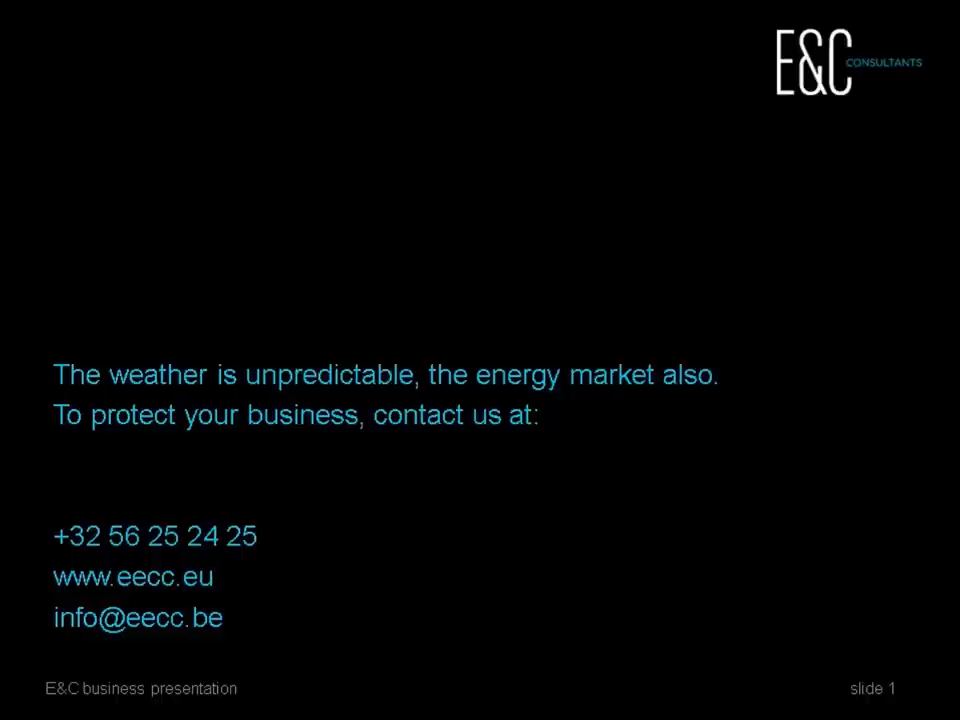 E&C CONSULTANTS
The weather is unpredictable, the energy market also.
To protect your business, contact us at:
+32 56 25 24 25
www.eecc.eu
info@eecc.be
E&C business presentation
slide 1